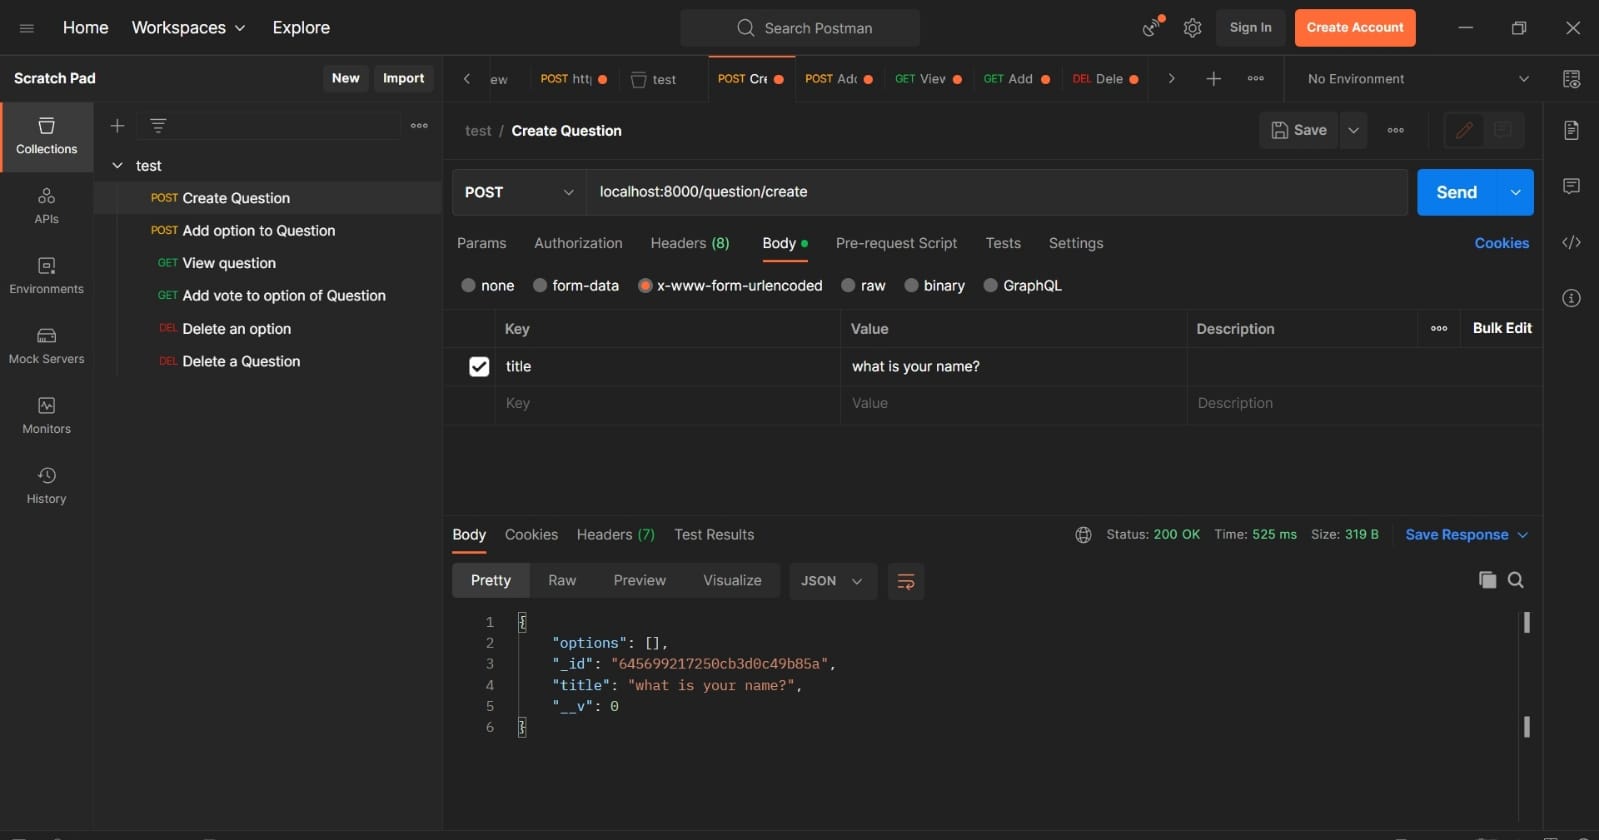 Home Workspaces Explore Search Postman Sign In Create Account
Scratch Pad New Import ew POST htt test POST Cre POST Adc GET View GET Add DEL Dele No Environment
Collections
APIs
Environments
Mock Servers
Monitors
History
test
POST Create Question
POST Add option to Question
GET View question
GET Add vote to option of Question
DEL Delete an option
DEL Delete a Question
test / Create Question Save
POST localhost:8000/question/create Send
Params Authorization Headers (8) Body Pre-request Script Tests Settings Cookies
none form-data x-www-form-urlencoded raw binary GraphQL
Key Value Description Bulk Edit
title what is your name?
Key Value Description
Body Cookies Headers (7) Test Results Status: 200 OK Time: 525 ms Size: 319 B Save Response
Pretty Raw Preview Visualize JSON
1 {
2 "options": [],
3 "_id": "645699217250cb3d0c49b85a",
4 "title": "what is your name?",
5 "__v": 0
6 }